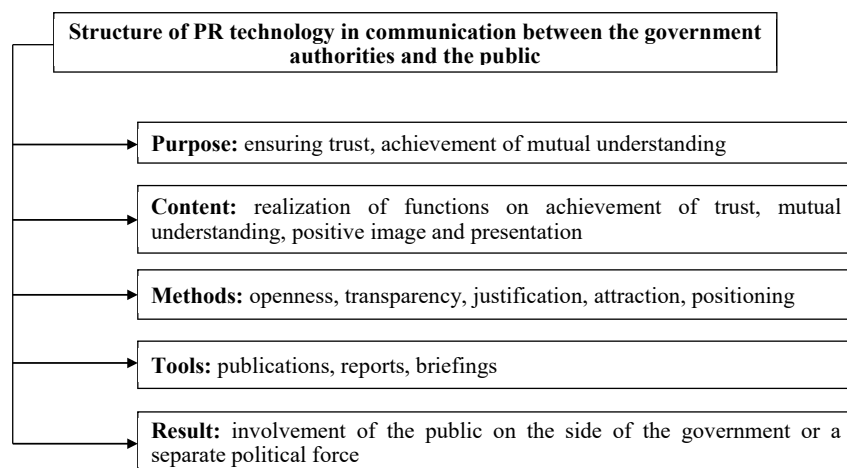 Structure of PR technology in communication between the government
authorities and the public
Purpose: ensuring trust, achievement of mutual understanding
Content: realization of functions on achievement of trust, mutual
understanding, positive image and presentation
Methods: openness, transparency, justification, attraction, positioning
Tools: publications, reports, briefings
Result: involvement of the public on the side of the government or a
separate political force